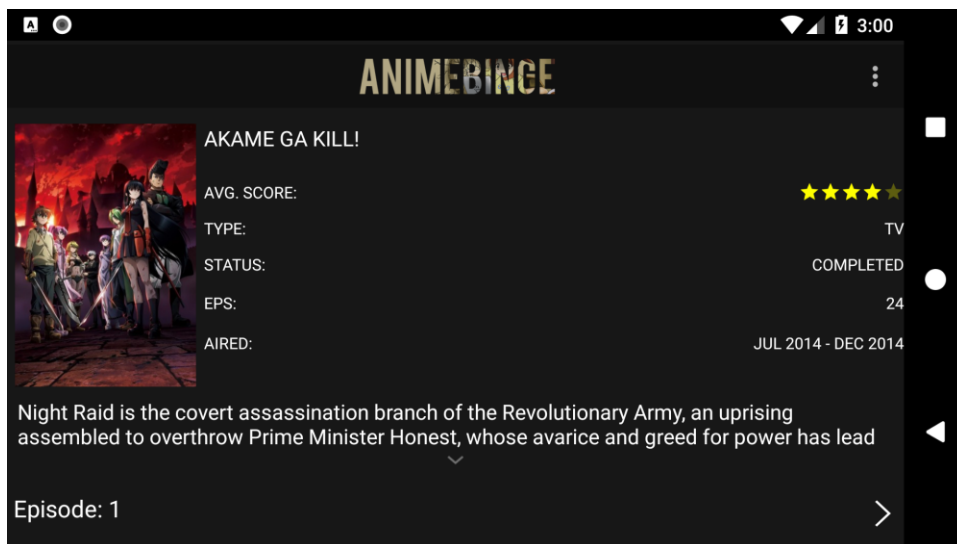 A
3:00
ANIMEBINGE
AKAME GA KILL!
AVG. SCORE:
TYPE: TV
STATUS: COMPLETED
EPS: 24
AIRED: JUL 2014 - DEC 2014
Night Raid is the covert assassination branch of the Revolutionary Army, an uprising
assembled to overthrow Prime Minister Honest, whose avarice and greed for power has lead
Episode: 1